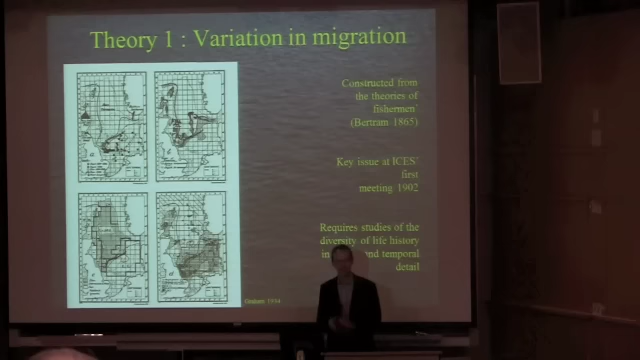 Theory 1 : Variation in migration
Constructed from
the theories of
fishermen'
(Bertram 1865)
Key issue at ICES'
first
meeting 1902
Requires studies of the
diversity of life history
in and temporal
detail